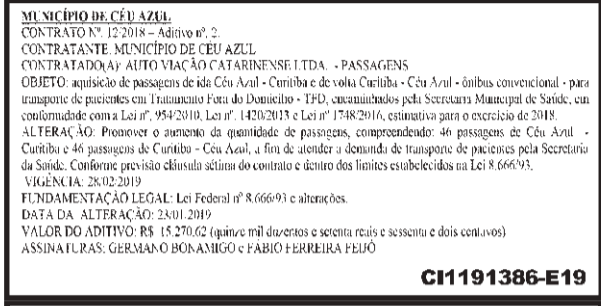 MUNICÍPIO DE CÉU AZUL
CONTRATO Nº. 12/2018 – Aditivo nº. 2.
CONTRATANTE: MUNICÍPIO DE CÉU AZUL
CONTRATADO(A): AUTO VIAÇÃO CATARINENSE LTDA. - PASSAGENS
OBJETO: aquisição de passagens de ida Céu Azul - Curitiba e de volta Curitiba - Céu Azul - ônibus convencional - para
transporte de pacientes em Tratamento Fora do Domicílio - TFD, encaminhados pela Secretaria Municipal de Saúde, em
conformidade com a Lei nº. 954/2010, Lei nº. 1420/2013 e Lei nº 1748/2016, estimativa para o exercício de 2018.
ALTERAÇÃO: Promover o aumento da quantidade de passagens, compreendendo: 46 passagens de Céu Azul -
Curitiba e 46 passagens de Curitiba - Céu Azul, a fim de atender a demanda de transporte de pacientes pela Secretaria
da Saúde. Conforme previsão cláusula sétima do contrato e dentro dos limites estabelecidos na Lei 8.666/93.
VIGÊNCIA: 28/02/2019
FUNDAMENTAÇÃO LEGAL: Lei Federal nº 8.666/93 e alterações.
DATA DA ALTERAÇÃO: 23/01/2019
VALOR DO ADITIVO: R$ 15.270,62 (quinze mil duzentos e setenta reais e sessenta e dois centavos)
ASSINATURAS: GERMANO BONAMIGO e FÁBIO FERREIRA FEIJÓ
CI1191386-E19